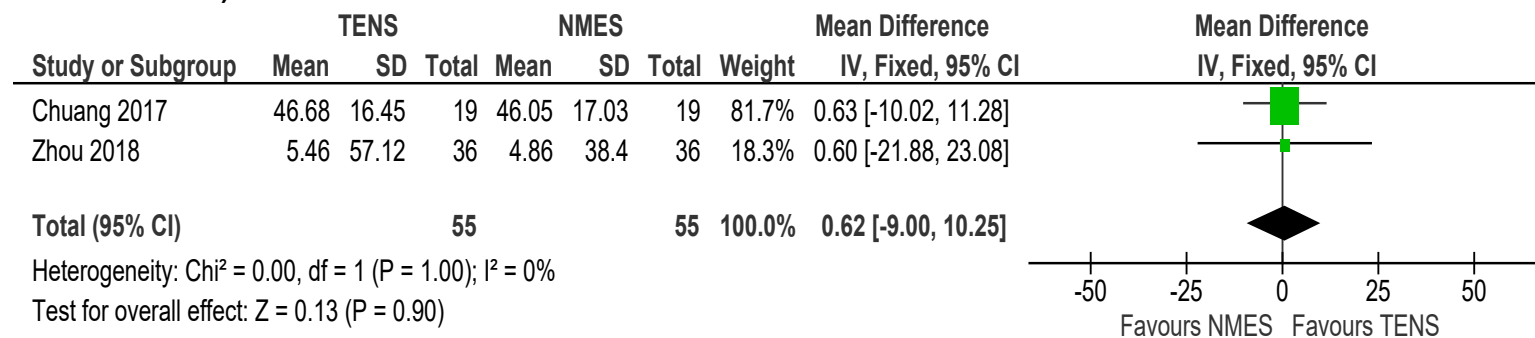 TENS NMES Mean Difference Mean Difference
Study or Subgroup Mean SD Total Mean SD Total Weight IV, Fixed, 95% CI IV, Fixed, 95% CI
Chuang 2017 46.68 16.45 19 46.05 17.03 19 81.7% 0.63 [-10.02, 11.28]
Zhou 2018 5.46 57.12 36 4.86 38.4 36 18.3% 0.60 [-21.88, 23.08]
Total (95% CI) 55 55 100.0% 0.62 [-9.00, 10.25]
Heterogeneity: Chi² = 0.00, df = 1 (P = 1.00); I² = 0%
Test for overall effect: Z = 0.13 (P = 0.90)
-50 -25 0 25 50
Favours NMES Favours TENS